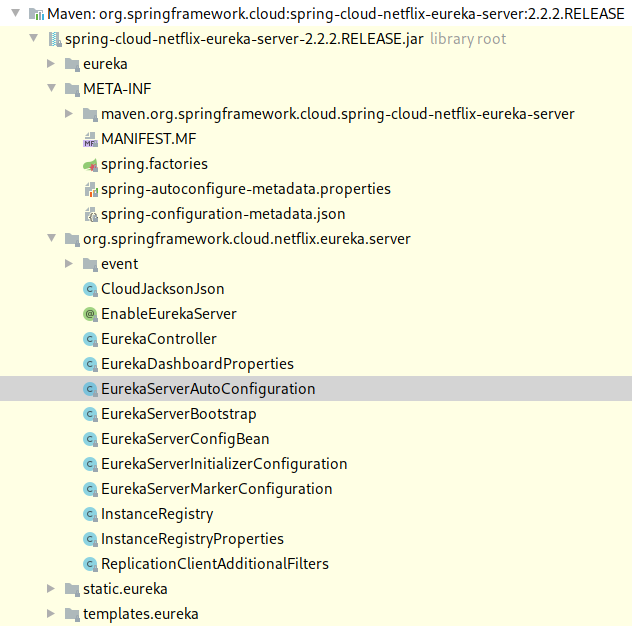 Maven: org.springframework.cloud:spring-cloud-netflix-eureka-server:2.2.2.RELEASE
spring-cloud-netflix-eureka-server-2.2.2.RELEASE.jar library root
eureka
META-INF
maven.org.springframework.cloud.spring-cloud-netflix-eureka-server
MF MANIFEST.MF
spring.factories
spring-autoconfigure-metadata.properties
spring-configuration-metadata.json
org.springframework.cloud.netflix.eureka.server
event
C CloudJacksonJson
@ EnableEurekaServer
C EurekaController
C EurekaDashboardProperties
C EurekaServerAutoConfiguration
C EurekaServerBootstrap
C EurekaServerConfigBean
C EurekaServerInitializerConfiguration
C EurekaServerMarkerConfiguration
C InstanceRegistry
C InstanceRegistryProperties
C ReplicationClientAdditionalFilters
static.eureka
templates.eureka